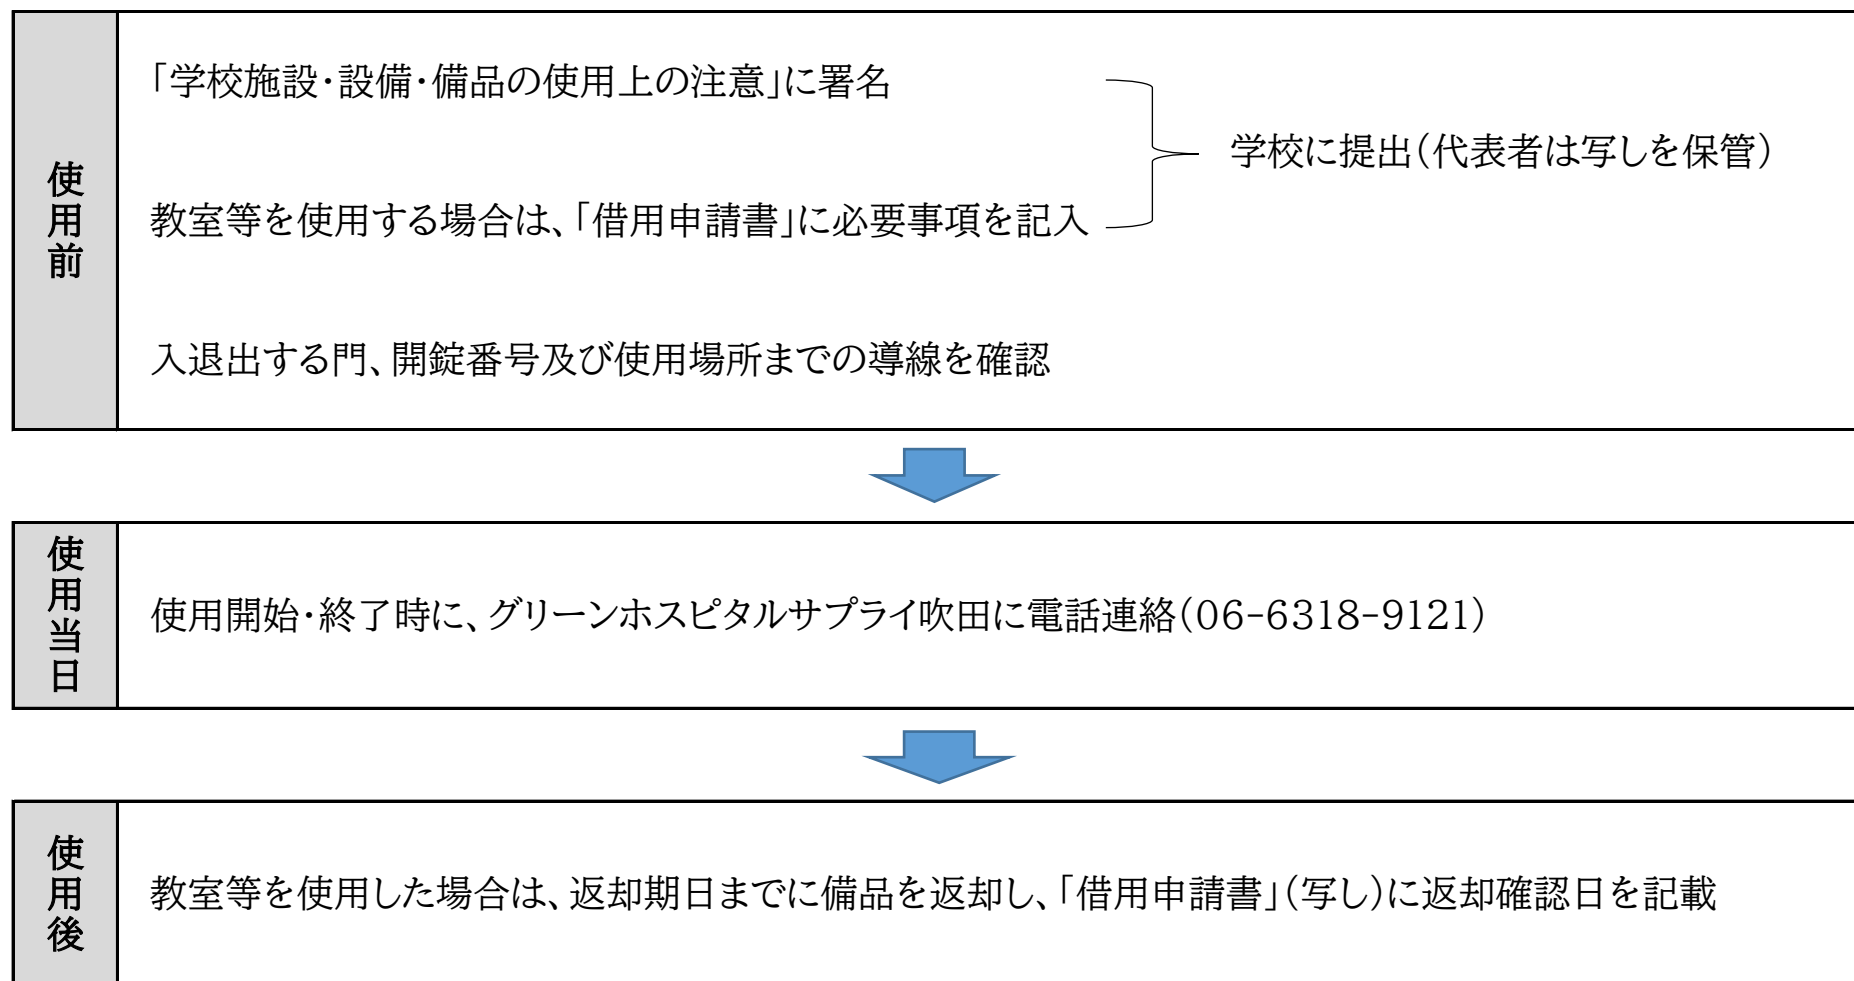 使用前
「学校施設・設備・備品の使用上の注意」に署名
教室等を使用する場合は、「借用申請書」に必要事項を記入
学校に提出(代表者は写しを保管)
入退出する門、開錠番号及び使用場所までの導線を確認
使用当日
使用開始・終了時に、グリーンホスピタルサプライ吹田に電話連絡(06-6318-9121)
使用後
教室等を使用した場合は、返却期日までに備品を返却し、「借用申請書」(写し)に返却確認日を記載